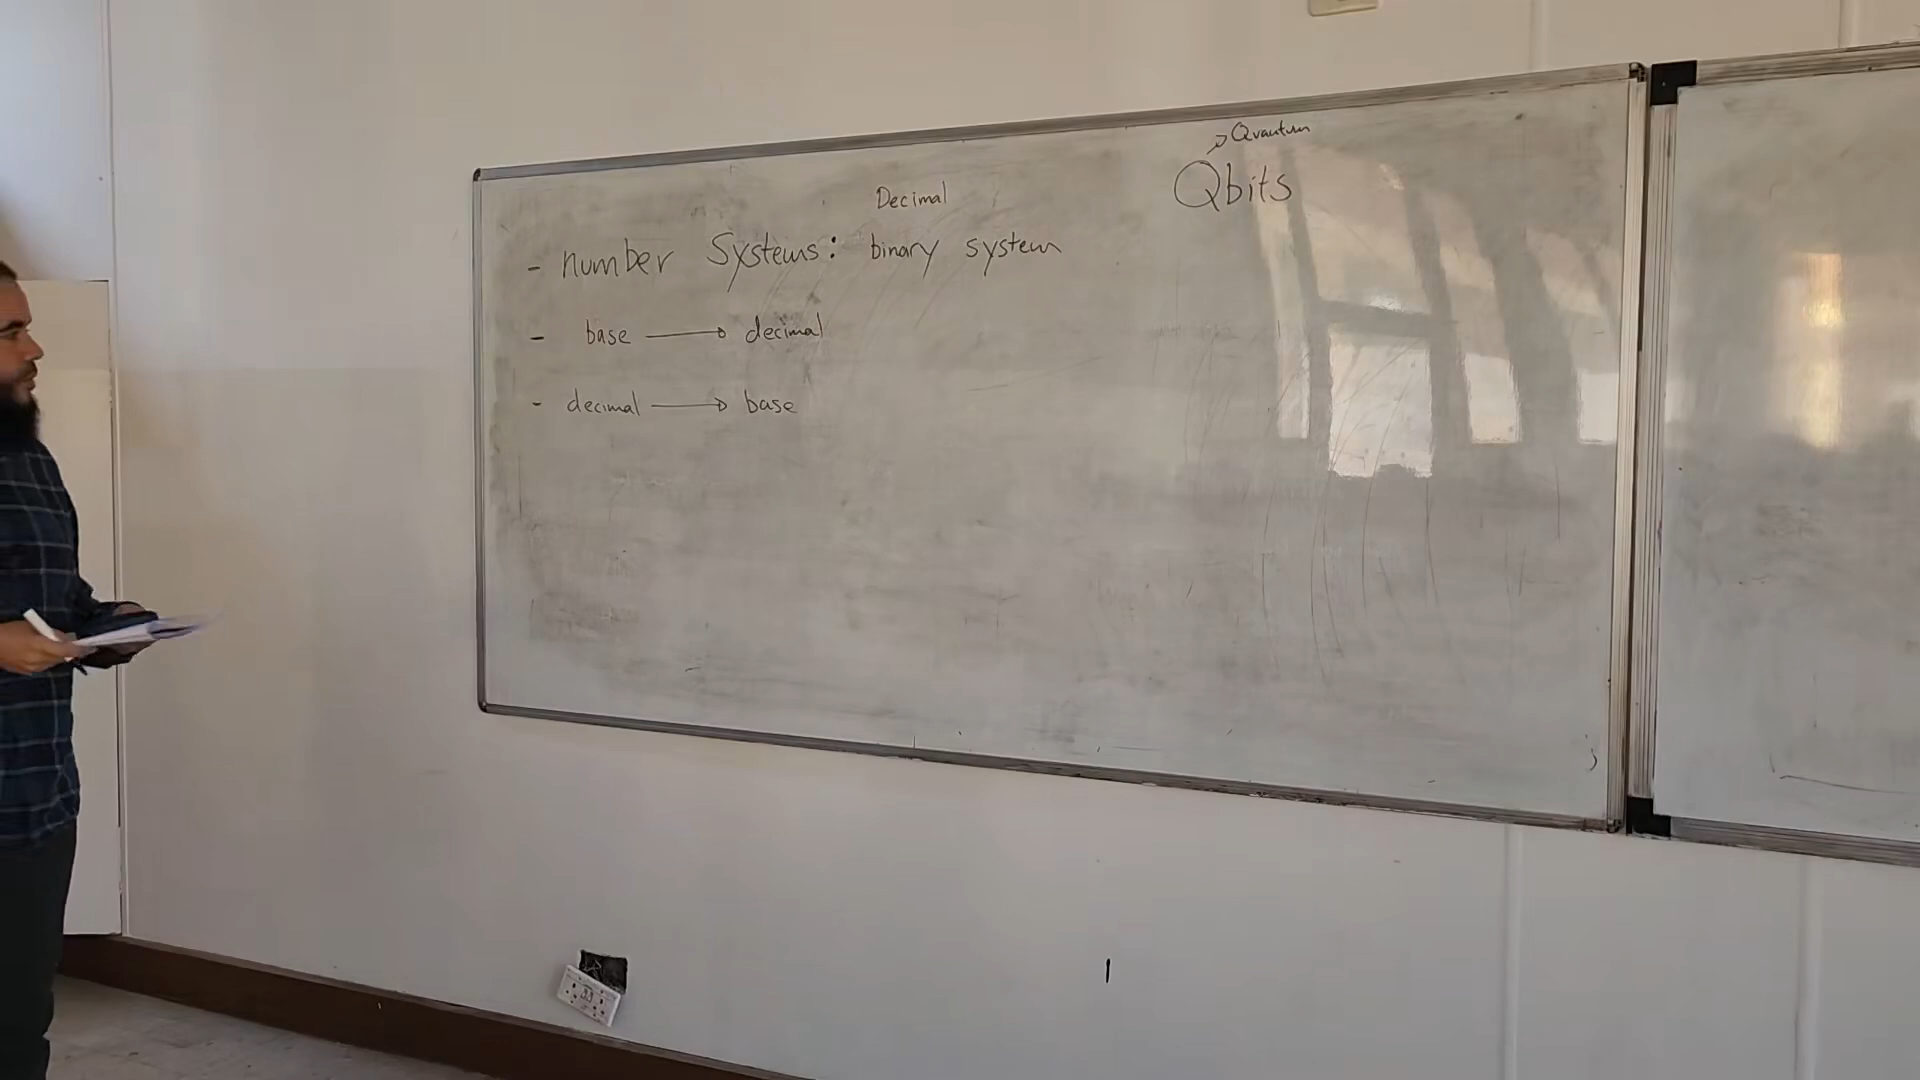 Quantum
Qbits
Decimal
- number Systems: binary system
- base → decimal
- decimal → base